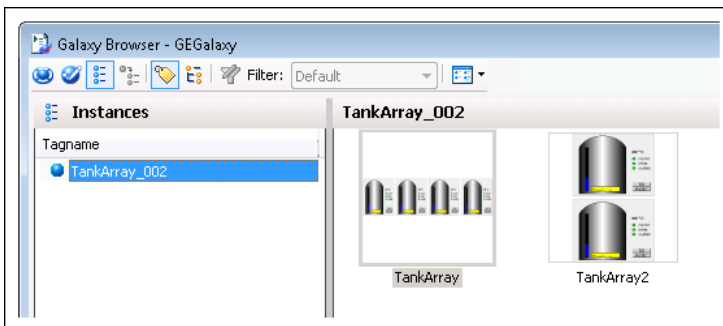 Galaxy Browser - GEGalaxy
Filter: Default
Instances
TankArray_002
Tagname
TankArray_002
TankArray
TankArray2